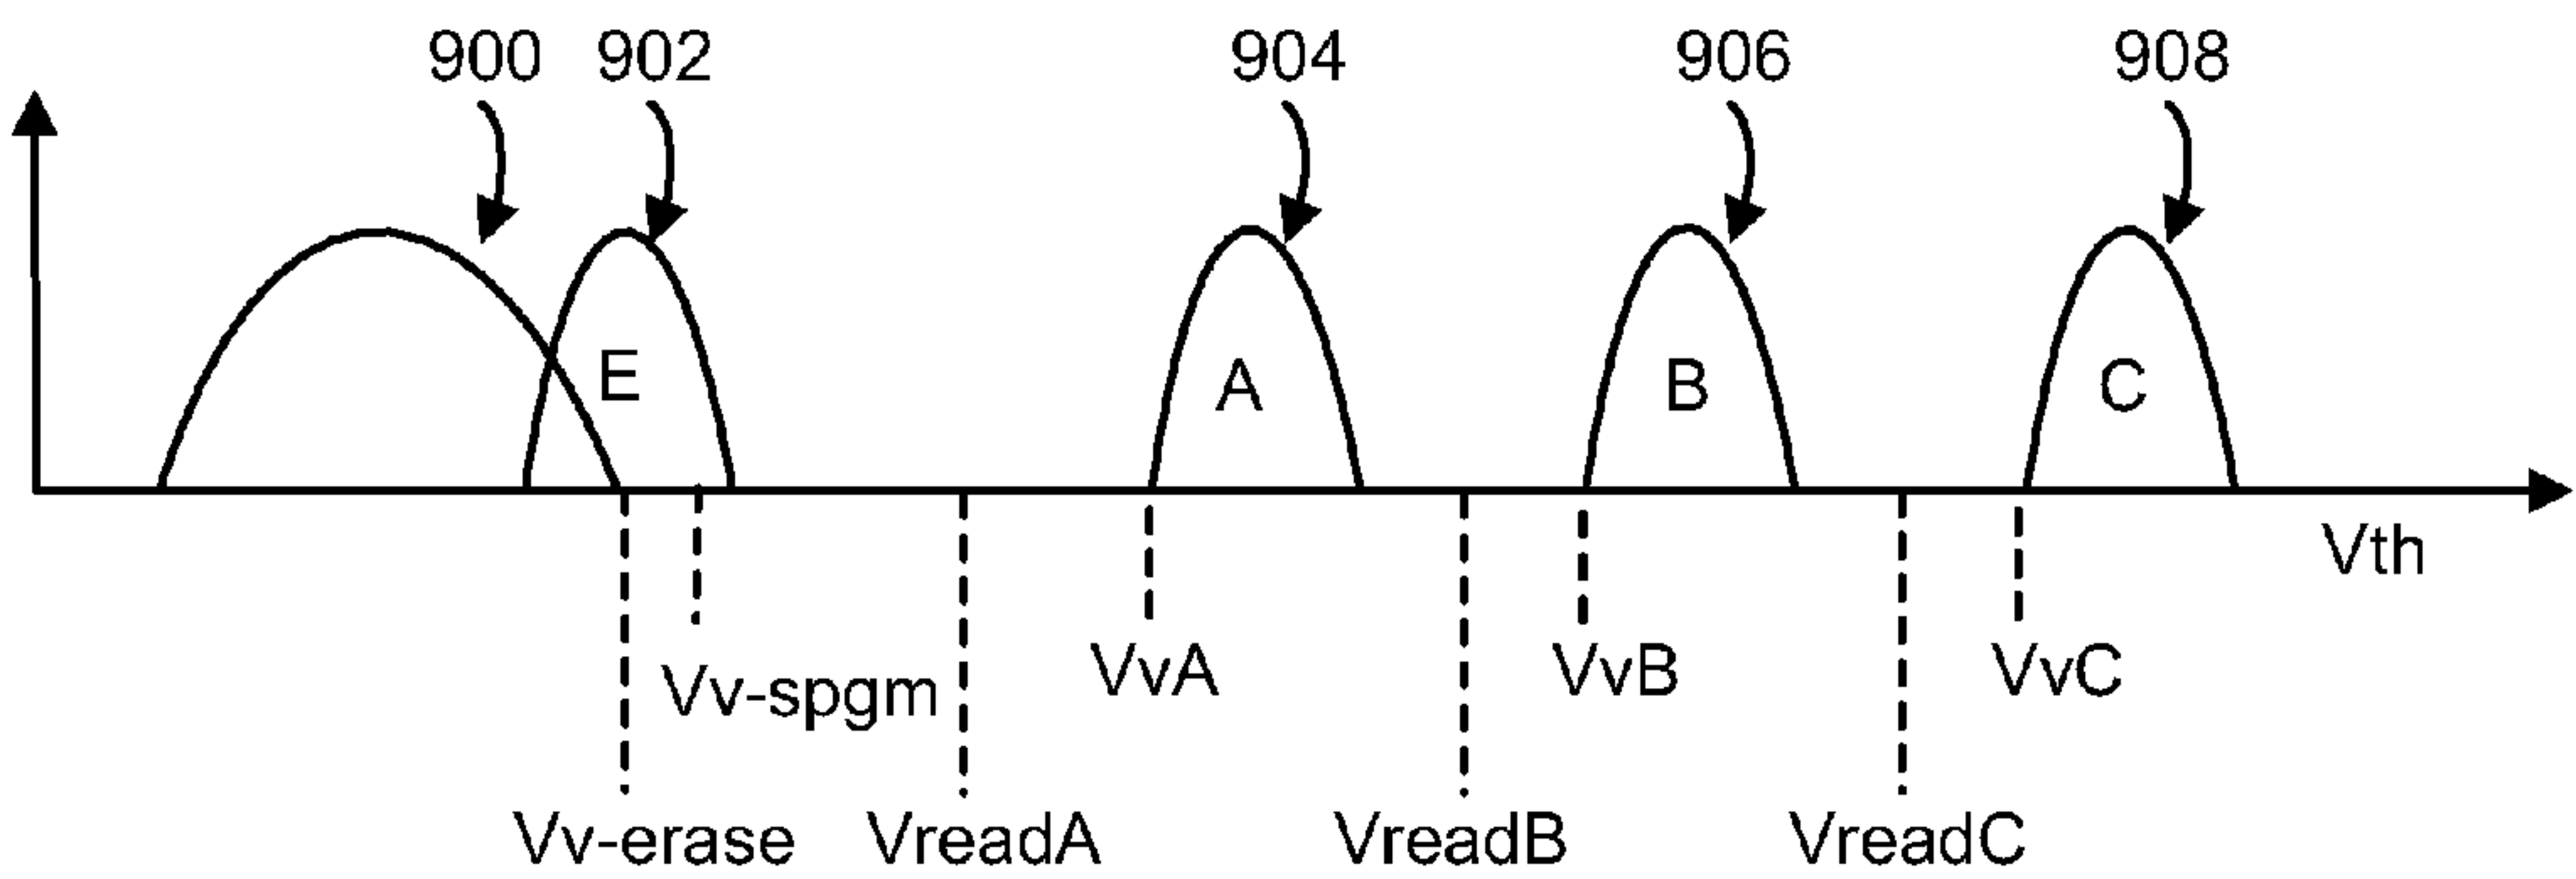 900 902 904 906 908
E A B C
Vth
Vv-spgm VvA VvB VvC
Vv-erase VreadA VreadB VreadC